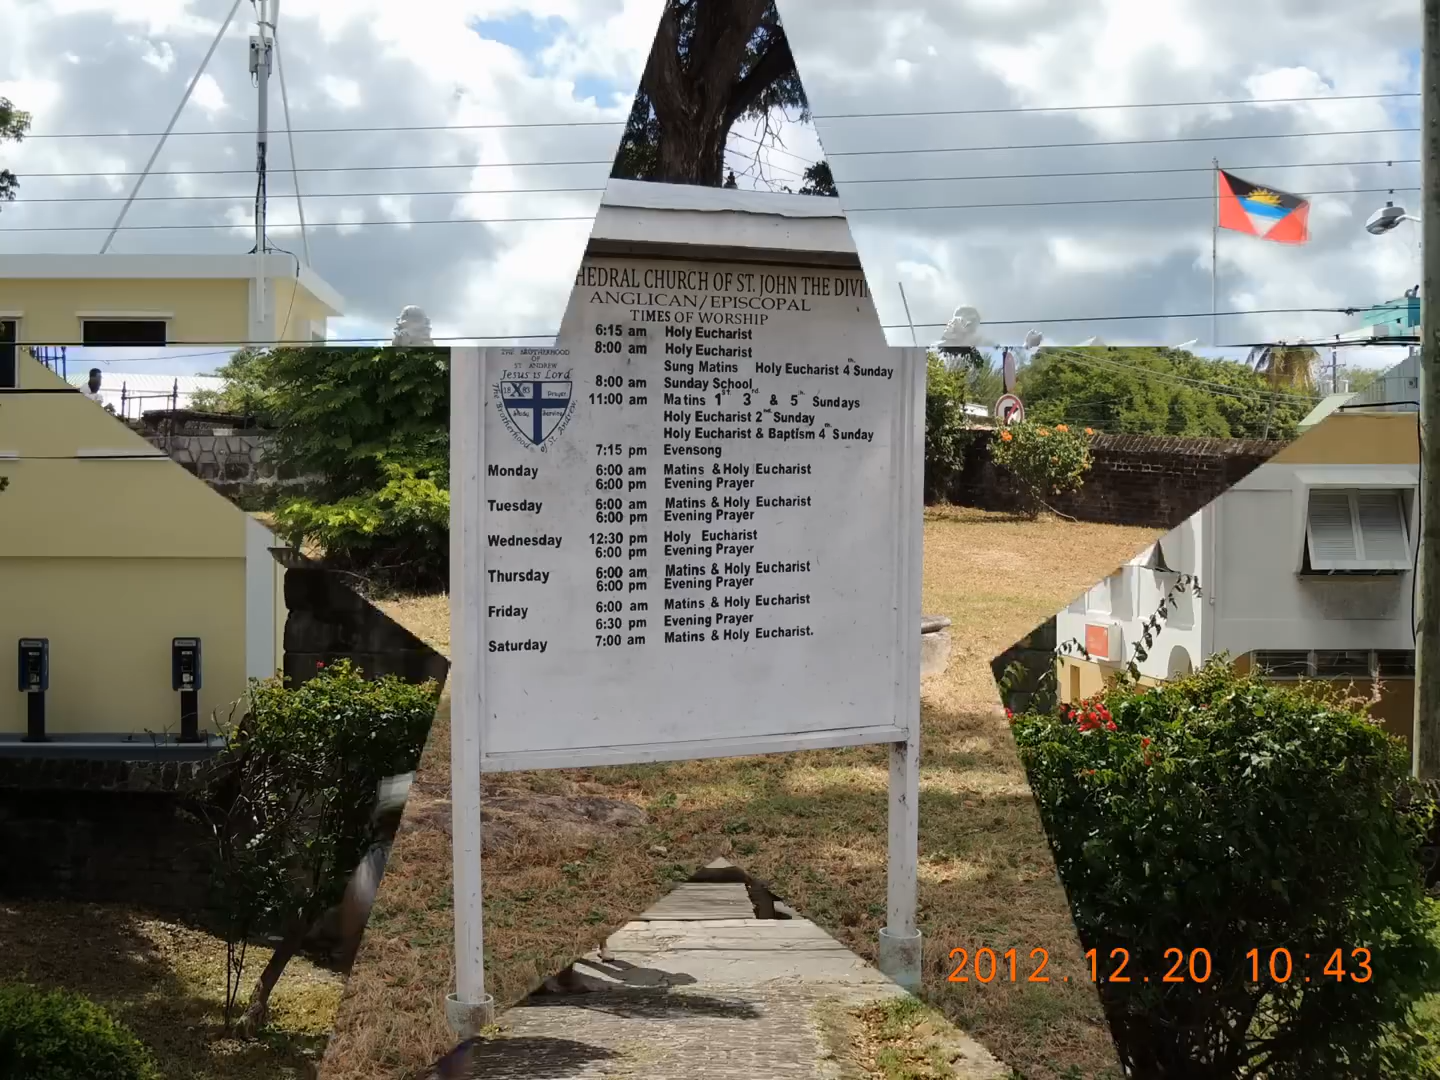 HEDRAL CHURCH OF ST. JOHN THE DIVI
ANGLICAN/EPISCOPAL
TIMES OF WORSHIP
6:15 am Holy Eucharist
8:00 am Holy Eucharist
Sung Matins Holy Eucharist 4th Sunday
8:00 am Sunday School
11:00 am Matins 1st 3rd & 5th Sundays
Holy Eucharist 2nd Sunday
Holy Eucharist & Baptism 4th Sunday
7:15 pm Evensong
Monday 6:00 am Matins & Holy Eucharist
6:00 pm Evening Prayer
Tuesday 6:00 am Matins & Holy Eucharist
6:00 pm Evening Prayer
Wednesday 12:30 pm Holy Eucharist
6:00 pm Evening Prayer
Thursday 6:00 am Matins & Holy Eucharist
6:00 pm Evening Prayer
Friday 6:00 am Matins & Holy Eucharist
6:30 pm Evening Prayer
Saturday 7:00 am Matins & Holy Eucharist.
THE BROTHERHOOD
OF
ST ANDREW
Jesus is Lord
18 X 83 Prayer
Study Service
The Brotherhood of St. Andrew
2012.12.20 10:43